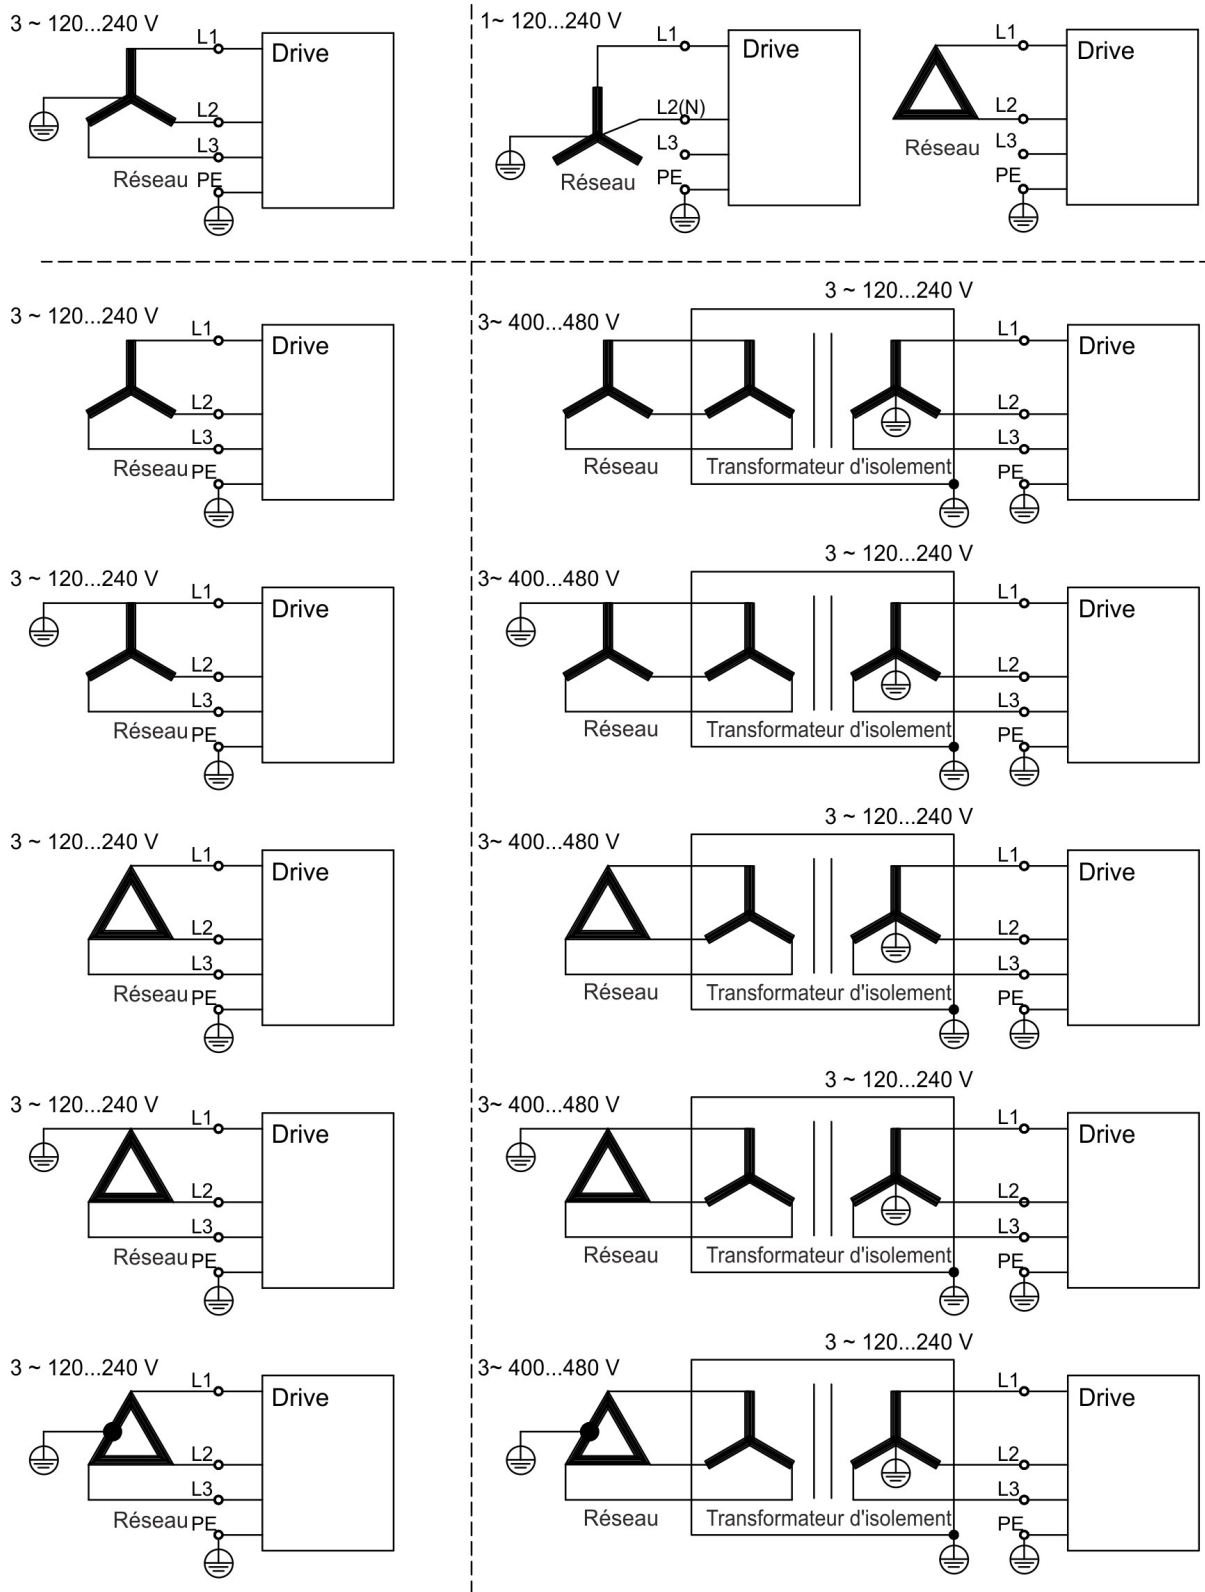 3 ~ 120...240 V
L1
Drive
L2
L3
Réseau PE
1~ 120...240 V
L1
Drive
L2(N)
L3
Réseau
PE
L1
Drive
L2
Réseau
L3
PE
3 ~ 120...240 V
L1
Drive
L2
L3
Réseau PE
3 ~ 120...240 V
3~ 400...480 V
L1
Drive
L2
L3
Réseau
Transformateur d'isolement
PE
3 ~ 120...240 V
L1
Drive
L2
L3
Réseau PE
3 ~ 120...240 V
3~ 400...480 V
L1
Drive
L2
L3
Réseau
Transformateur d'isolement
PE
3 ~ 120...240 V
L1
Drive
L2
L3
Réseau PE
3 ~ 120...240 V
3~ 400...480 V
L1
Drive
L2
L3
Réseau
Transformateur d'isolement
PE
3 ~ 120...240 V
L1
Drive
L2
L3
Réseau PE
3 ~ 120...240 V
3~ 400...480 V
L1
Drive
L2
L3
Réseau
Transformateur d'isolement
PE
3 ~ 120...240 V
L1
Drive
L2
L3
Réseau PE
3 ~ 120...240 V
3~ 400...480 V
L1
Drive
L2
L3
Réseau
Transformateur d'isolement
PE